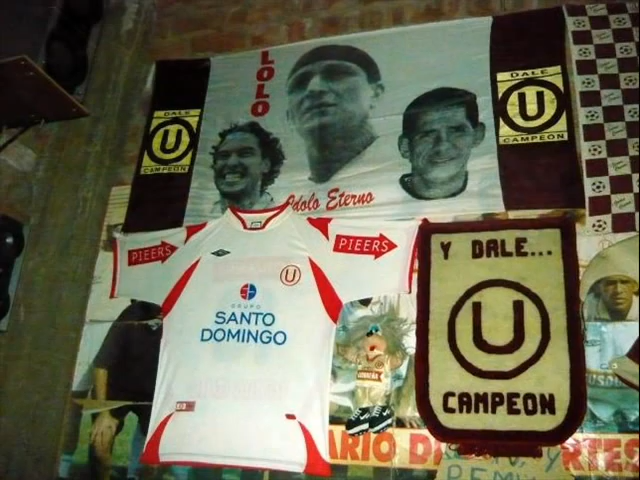 LOLO
DALE
U
CAMPEON
DALE
U
CAMPEON
Idolo Eterno
PIEERS
PIEERS
U
GRUPO
SANTO
DOMINGO
Y DALE...
U
CAMPEON
ARIO D
RTES